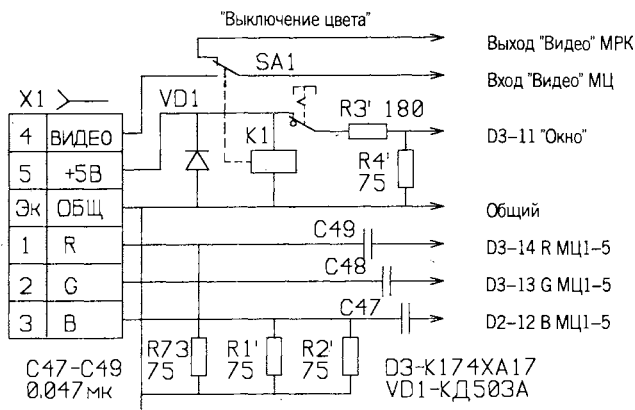 "Выключение цвета"
Выход "Видео" МРК
SA1
Вход "Видео" МЦ
X1
VD1
R3' 180
4 ВИДЕО
K1
D3-11 "Окно"
5 +5В
R4'
75
Эк ОБЩ
Общий
C49
1 R
D3-14 R МЦ1-5
C48
2 G
D3-13 G МЦ1-5
C47
3 B
D2-12 B МЦ1-5
C47-C49
0.047мк
R73
75
R1'
75
R2'
75
D3-К174ХА17
VD1-КД503А